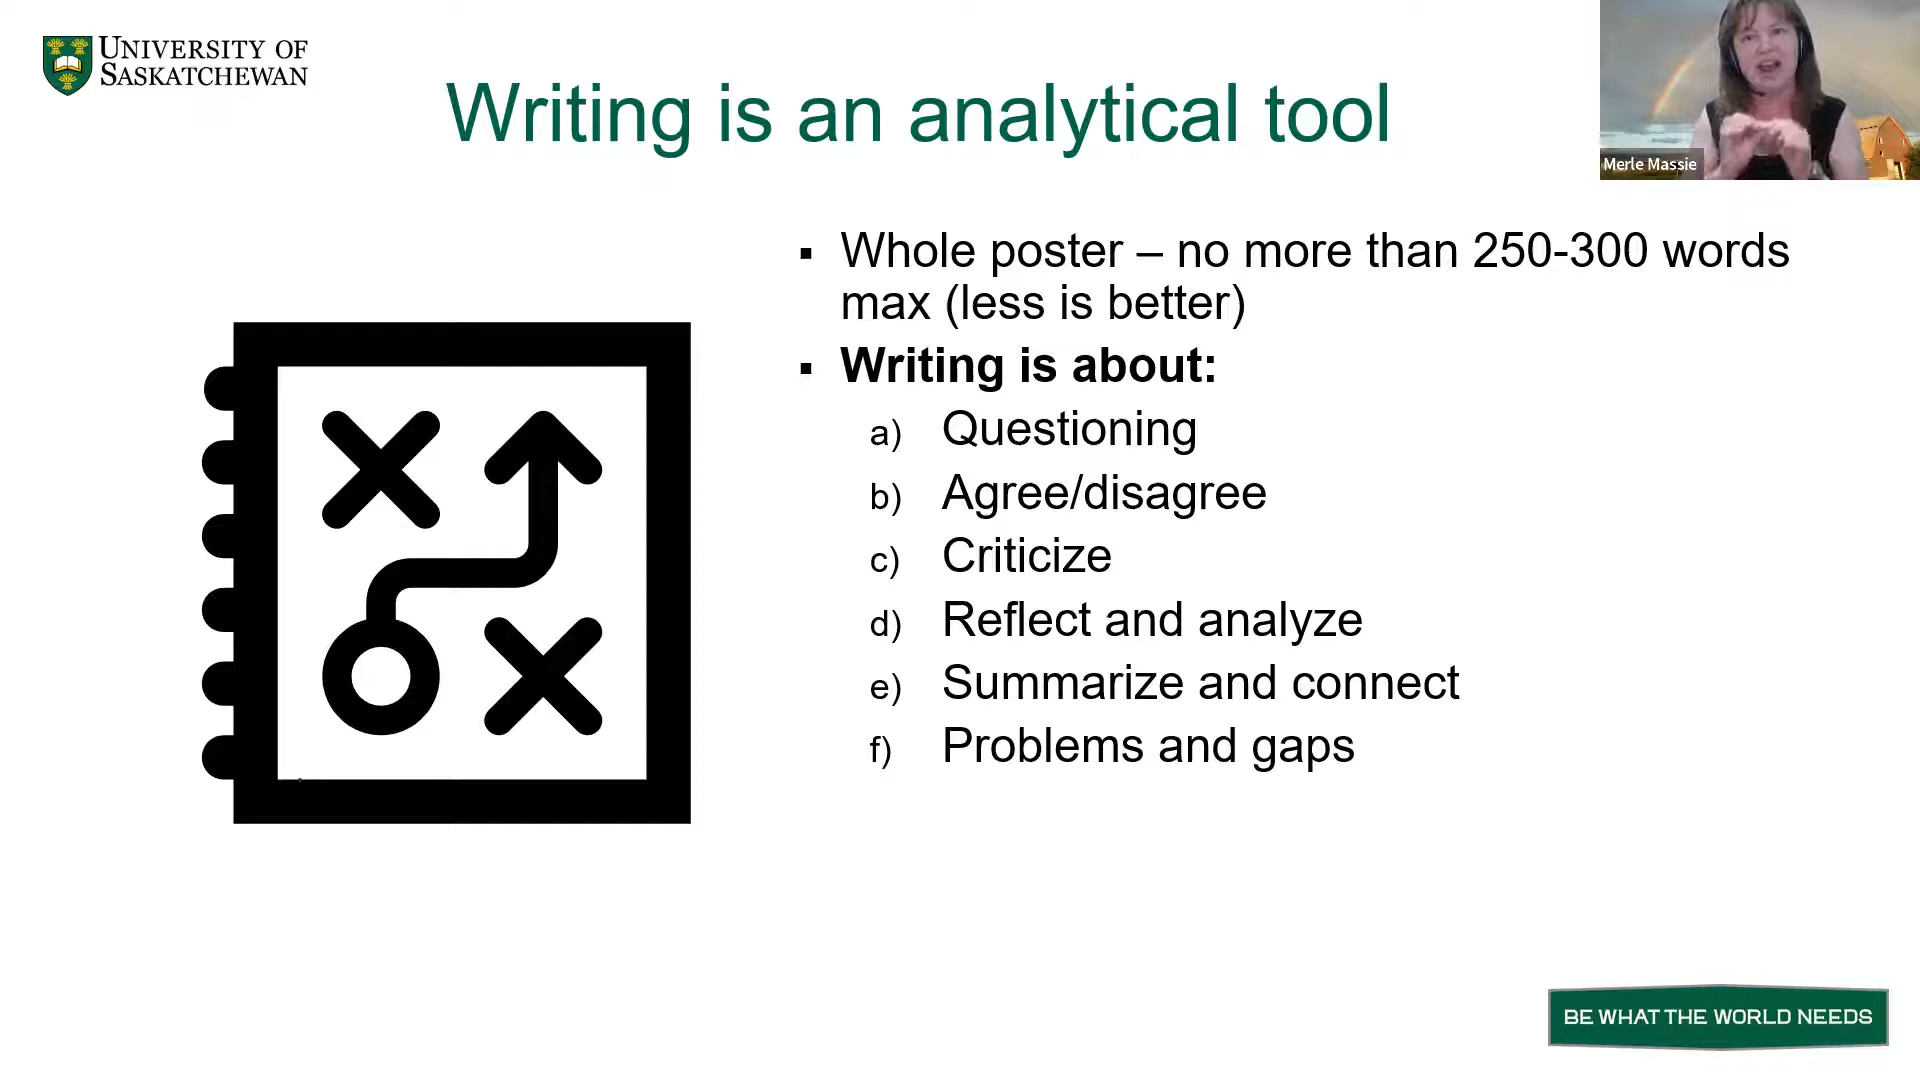 UNIVERSITY OF
SASKATCHEWAN
Writing is an analytical tool
Merle Massie
▪ Whole poster – no more than 250-300 words
max (less is better)
▪ Writing is about:
a) Questioning
b) Agree/disagree
c) Criticize
d) Reflect and analyze
e) Summarize and connect
f) Problems and gaps
BE WHAT THE WORLD NEEDS